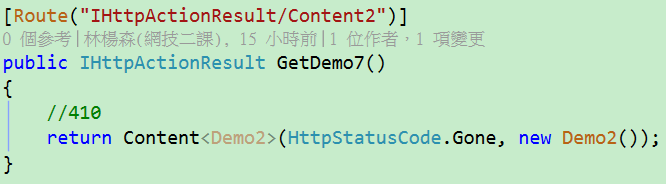 [Route("IHttpActionResult/Content2")]
0 個參考|林楊森(網技二課), 15 小時前|1 位作者，1 項變更
public IHttpActionResult GetDemo7()
{
    //410
    return Content<Demo2>(HttpStatusCode.Gone, new Demo2());
}